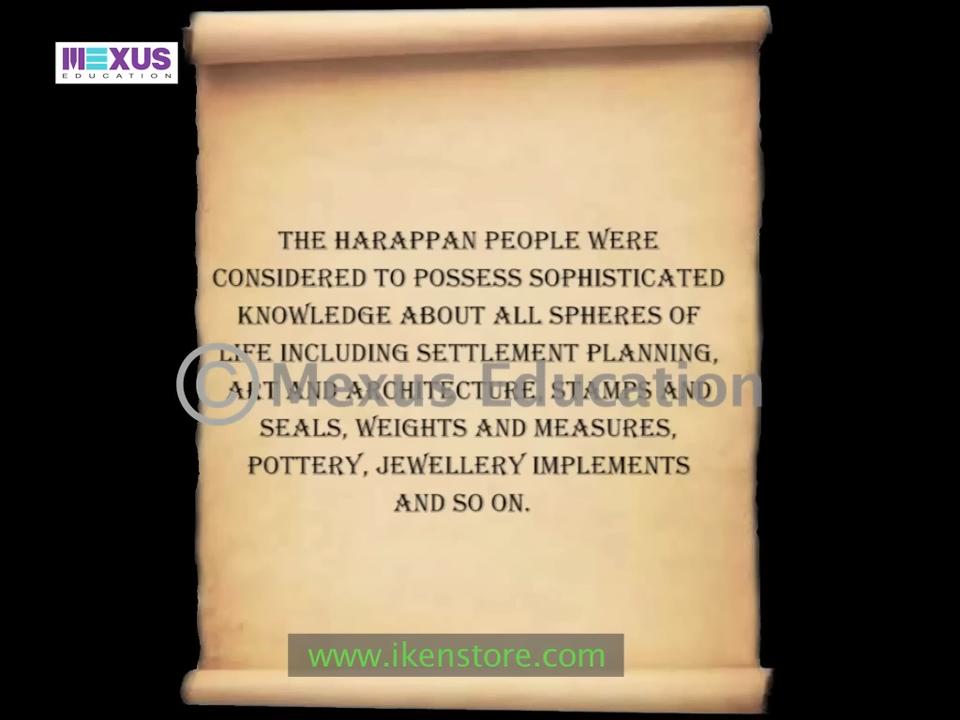 MEXUS
EDUCATION
THE HARAPPAN PEOPLE WERE
CONSIDERED TO POSSESS SOPHISTICATED
KNOWLEDGE ABOUT ALL SPHERES OF
LIFE INCLUDING SETTLEMENT PLANNING,
ART AND ARCHITECTURE, STAMPS AND
© Mexus Education
SEALS, WEIGHTS AND MEASURES,
POTTERY, JEWELLERY IMPLEMENTS
AND SO ON.
www.ikenstore.com